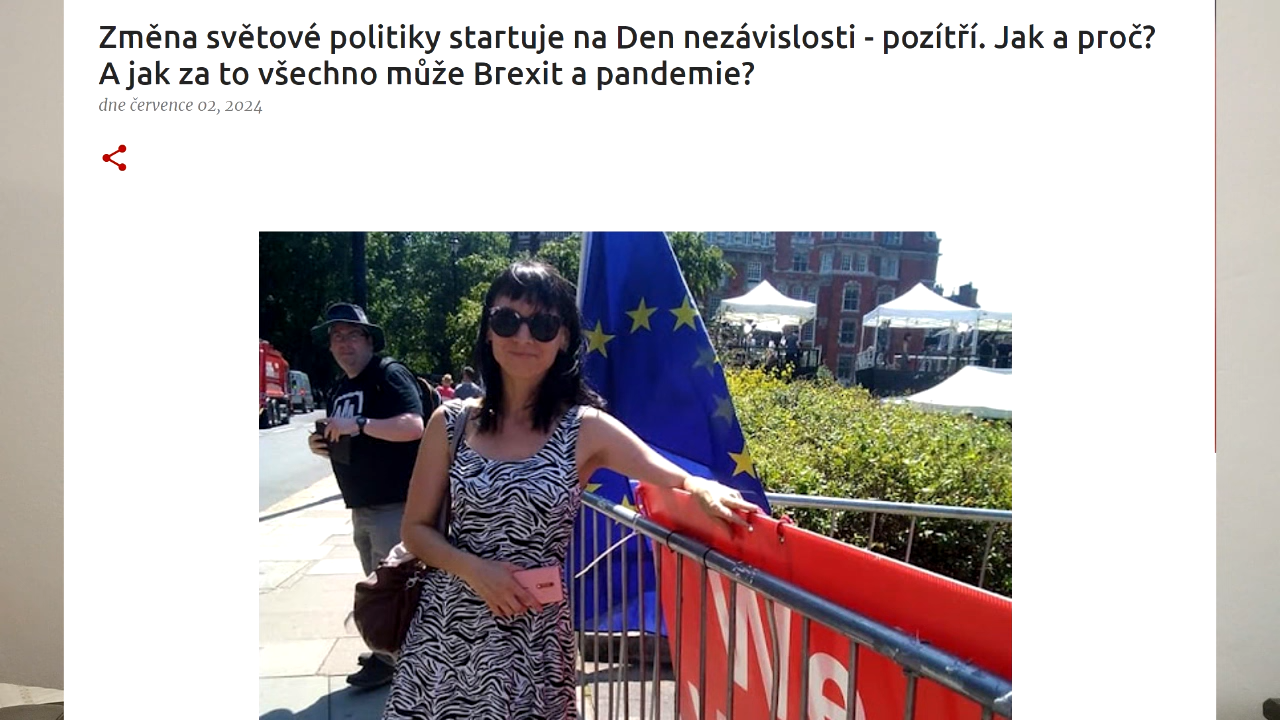 Změna světové politiky startuje na Den nezávislosti - pozítří. Jak a proč?
A jak za to všechno může Brexit a pandemie?
dne července 02, 2024
We